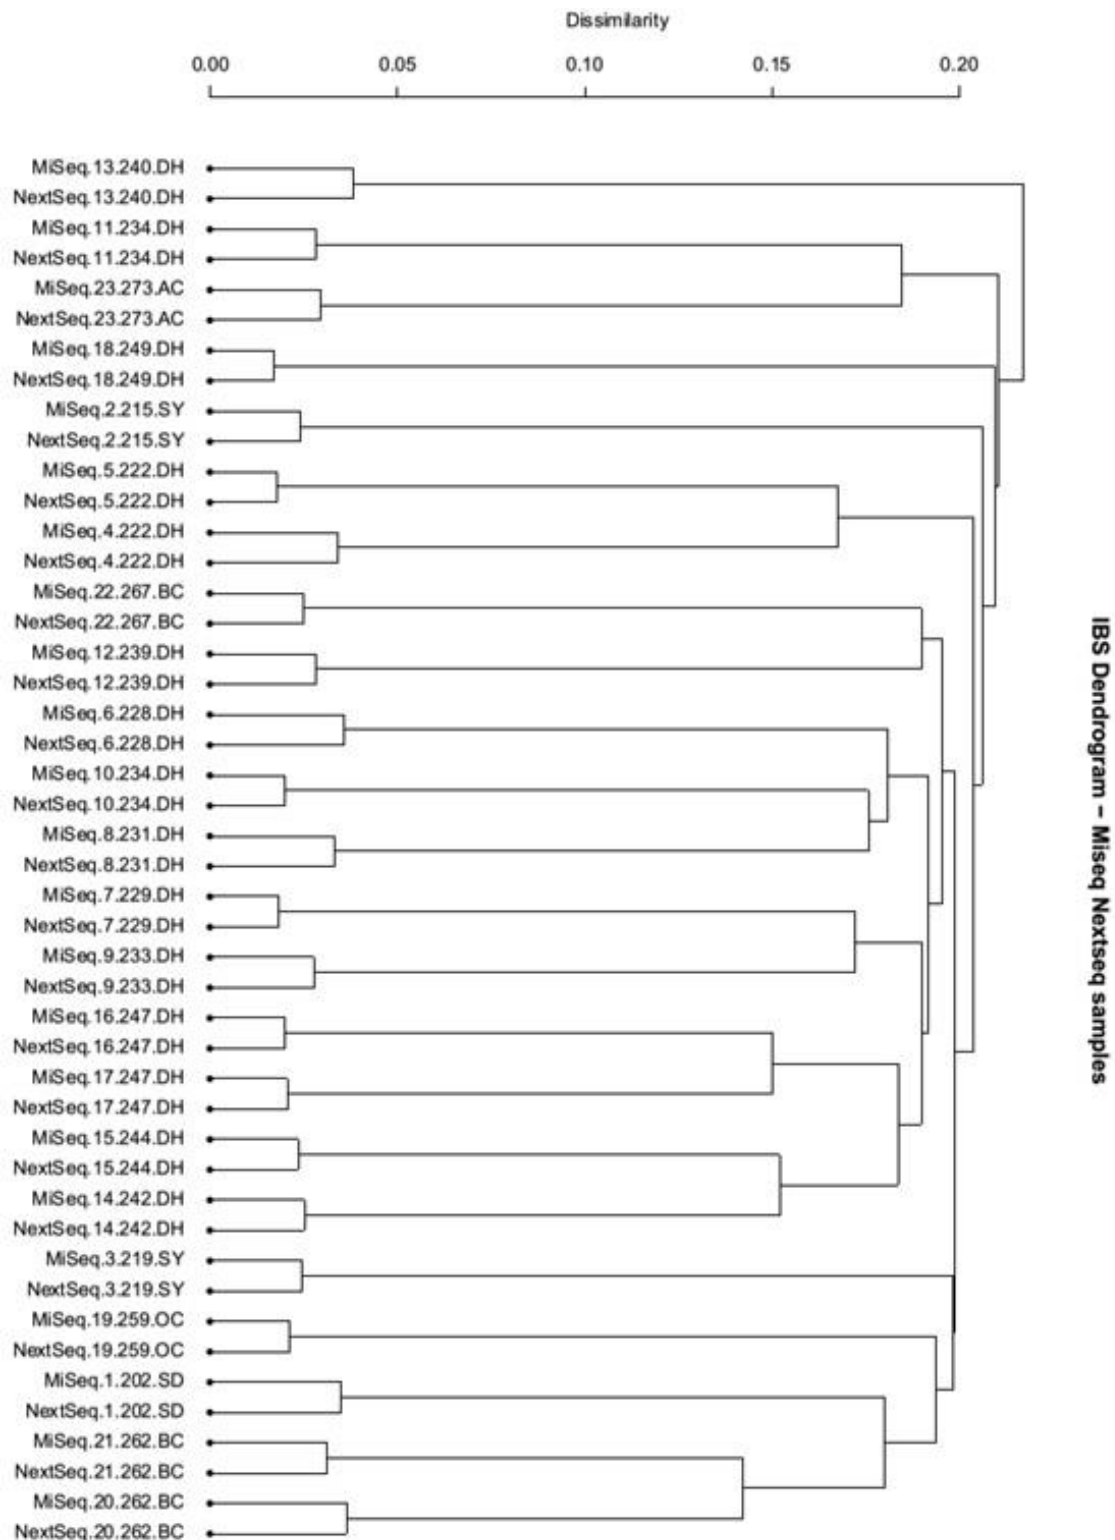 Dissimilarity
0.00 0.05 0.10 0.15 0.20
MiSeq.13.240.DH
NextSeq.13.240.DH
MiSeq.11.234.DH
NextSeq.11.234.DH
MiSeq.23.273.AC
NextSeq.23.273.AC
MiSeq.18.249.DH
NextSeq.18.249.DH
MiSeq.2.215.SY
NextSeq.2.215.SY
MiSeq.5.222.DH
NextSeq.5.222.DH
MiSeq.4.222.DH
NextSeq.4.222.DH
MiSeq.22.267.BC
NextSeq.22.267.BC
MiSeq.12.239.DH
NextSeq.12.239.DH
MiSeq.6.228.DH
NextSeq.6.228.DH
MiSeq.10.234.DH
NextSeq.10.234.DH
MiSeq.8.231.DH
NextSeq.8.231.DH
MiSeq.7.229.DH
NextSeq.7.229.DH
MiSeq.9.233.DH
NextSeq.9.233.DH
MiSeq.16.247.DH
NextSeq.16.247.DH
MiSeq.17.247.DH
NextSeq.17.247.DH
MiSeq.15.244.DH
NextSeq.15.244.DH
MiSeq.14.242.DH
NextSeq.14.242.DH
MiSeq.3.219.SY
NextSeq.3.219.SY
MiSeq.19.259.OC
NextSeq.19.259.OC
MiSeq.1.202.SD
NextSeq.1.202.SD
MiSeq.21.262.BC
NextSeq.21.262.BC
MiSeq.20.262.BC
NextSeq.20.262.BC
IBS Dendrogram – Miseq Nextseq samples